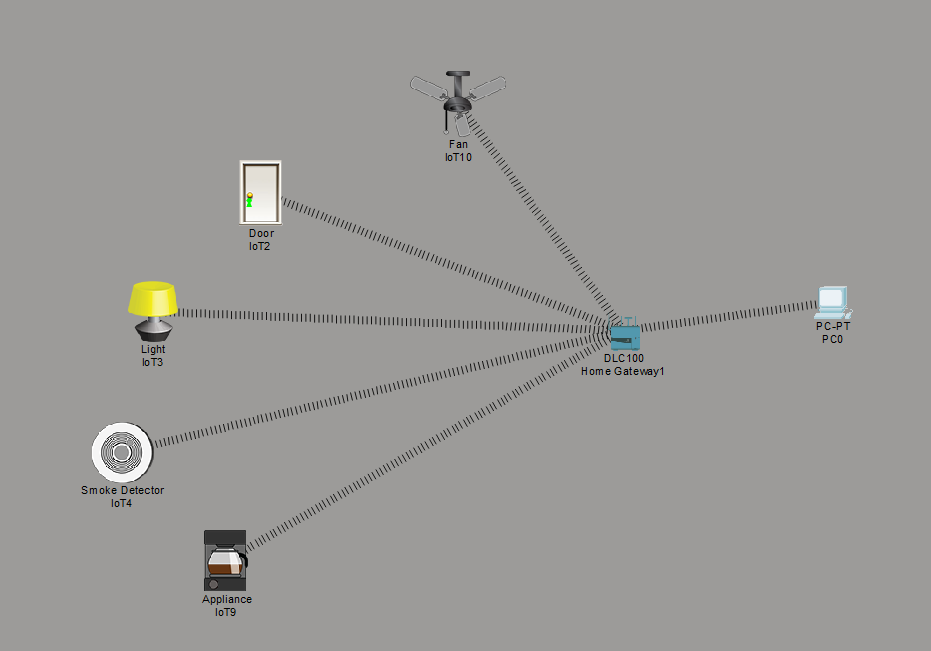 Fan
IoT10
Door
IoT2
Light
IoT3
PC-PT
PC0
DLC100
Home Gateway1
Smoke Detector
IoT4
Appliance
IoT9